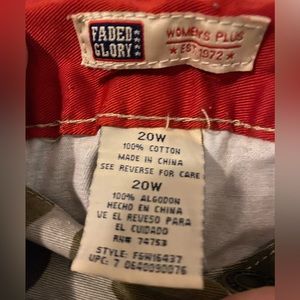 FADED
GLORY
WOMEN'S PLUS
EST. 1972
20W
100% COTTON
MADE IN CHINA
SEE REVERSE FOR CARE
20W
100% ALGODON
HECHO EN CHINA
VE EL REVESO PARA
EL CUIDADO
RN# 74753
STYLE: FGW16437
UPC: 7 0640090076